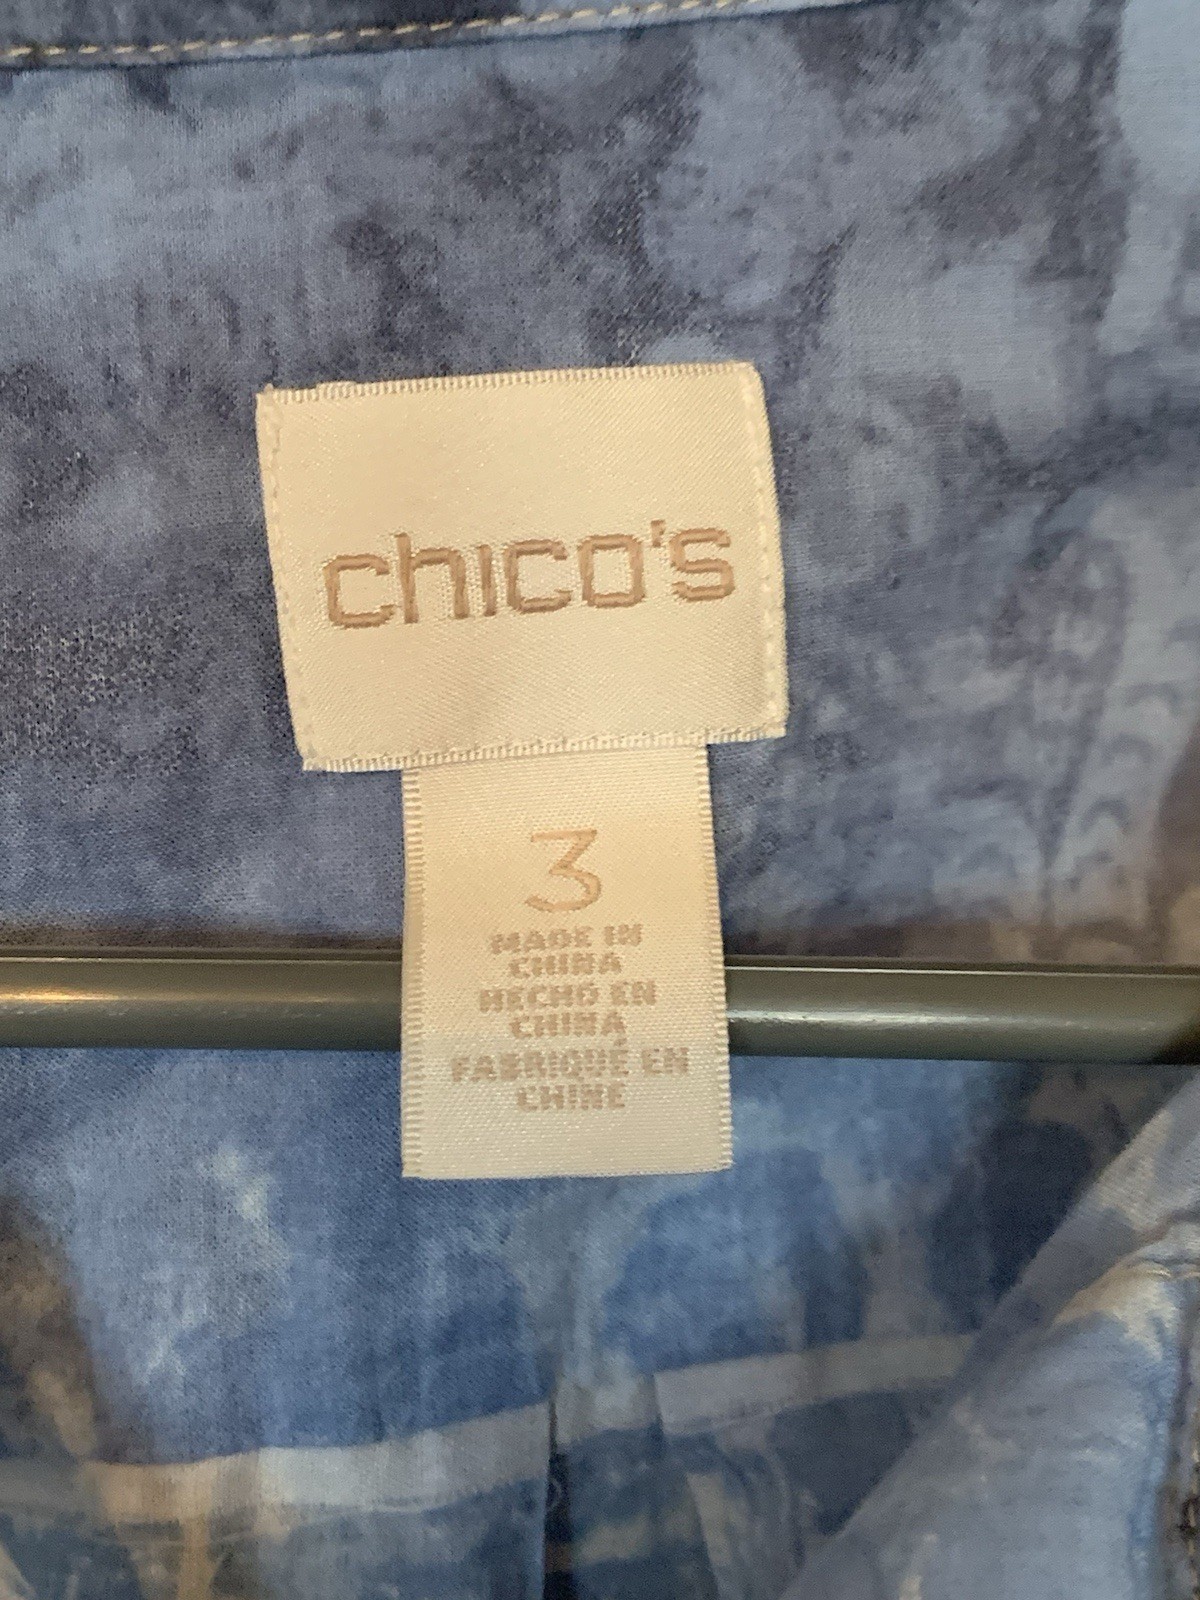 chico's
3
MADE IN
CHINA
HECHO EN
CHINA
FABRIQUÉ EN
CHINE